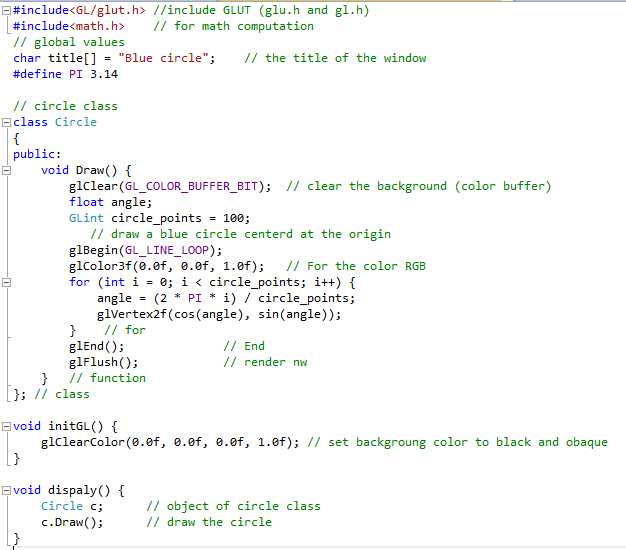 #include<GL/glut.h> //include GLUT (glu.h and gl.h)
#include<math.h>    // for math computation
// global values
char title[] = "Blue circle";    // the title of the window
#define PI 3.14

// circle class
class Circle
{
public:
    void Draw() {
        glClear(GL_COLOR_BUFFER_BIT);  // clear the background (color buffer)
        float angle;
        GLint circle_points = 100;
           // draw a blue circle centerd at the origin
        glBegin(GL_LINE_LOOP);
        glColor3f(0.0f, 0.0f, 1.0f);   // For the color RGB
        for (int i = 0; i < circle_points; i++) {
            angle = (2 * PI * i) / circle_points;
            glVertex2f(cos(angle), sin(angle));
        }    // for
        glEnd();              // End
        glFlush();            // render nw
    }   // function
}; // class

void initGL() {
    glClearColor(0.0f, 0.0f, 0.0f, 1.0f); // set backgroung color to black and obaque
}

void dispaly() {
    Circle c;      // object of circle class
    c.Draw();      // draw the circle
}